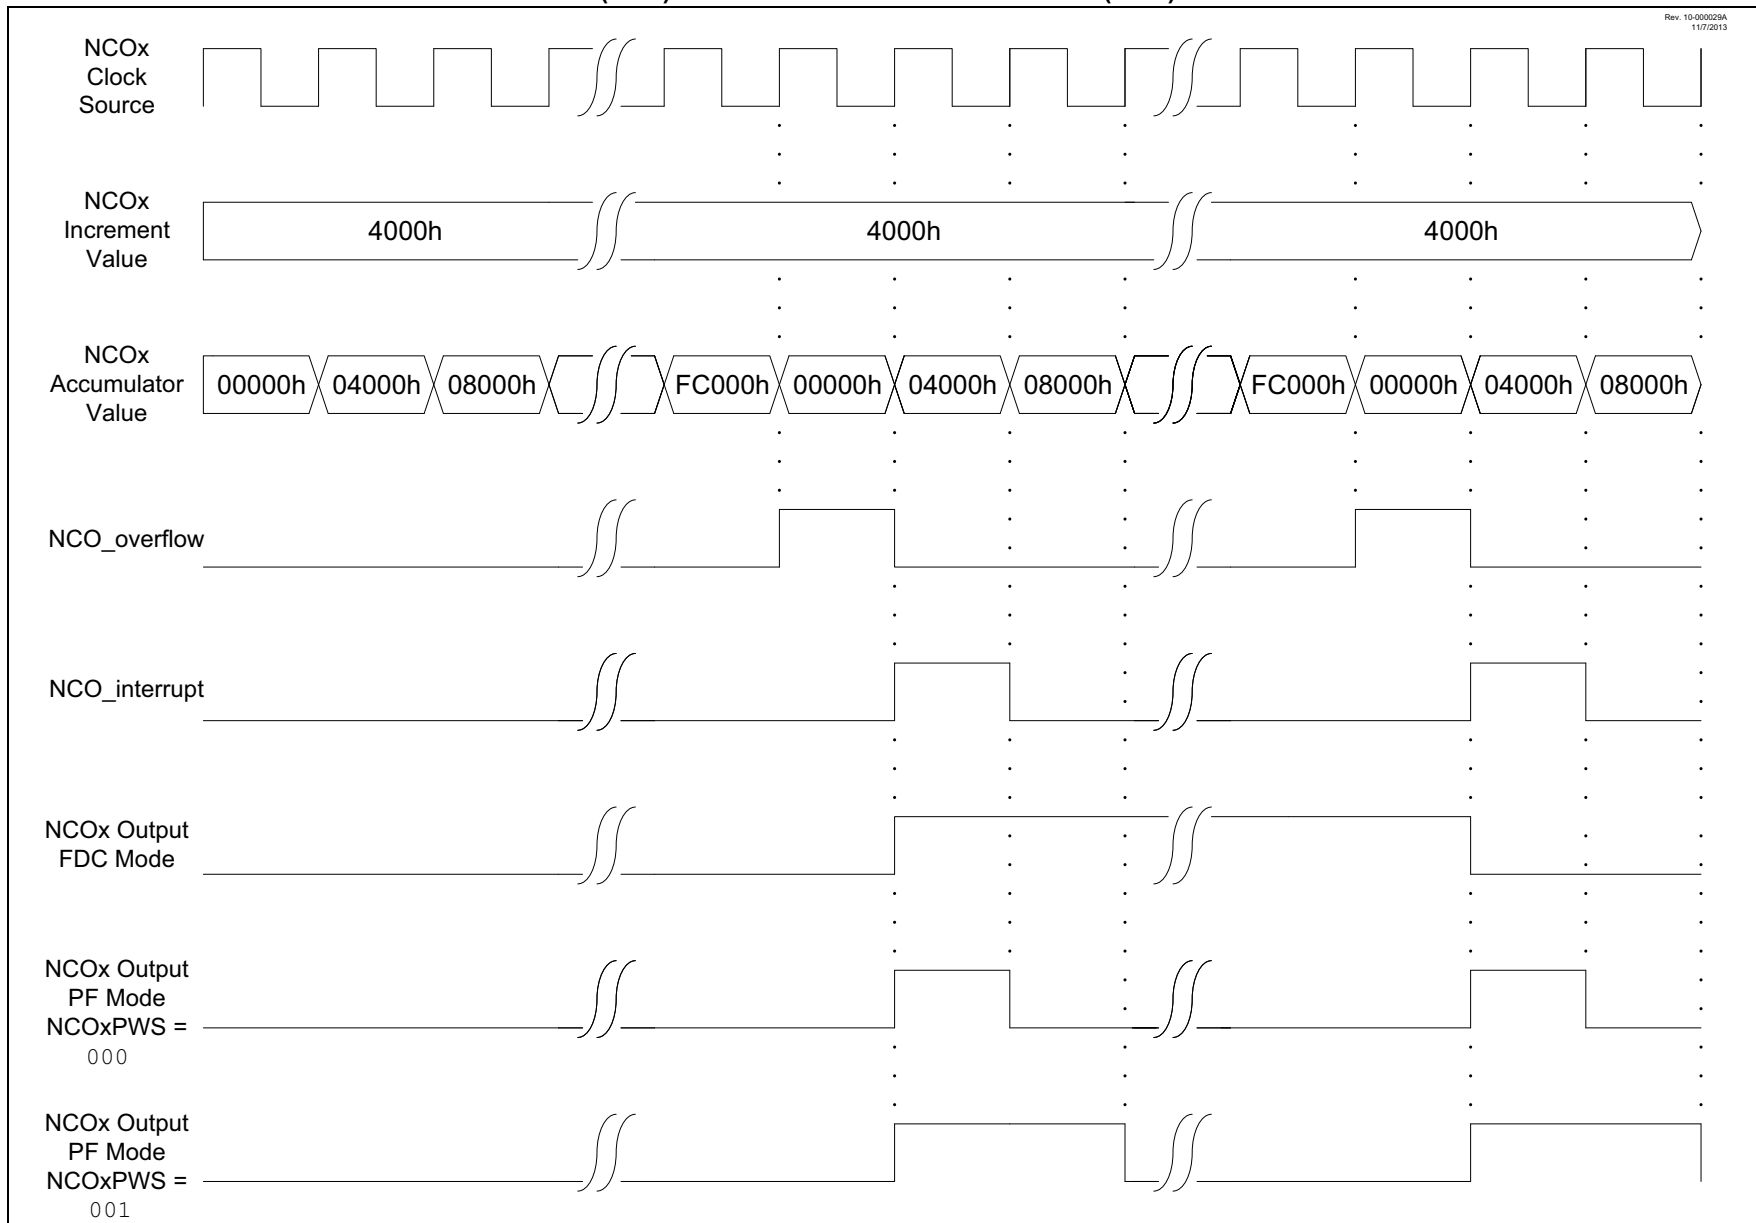 Rev. 10-000029A
11/7/2013
NCOx
Clock
Source
NCOx
Increment
Value
4000h
4000h
4000h
NCOx
Accumulator
Value
00000h
04000h
08000h
FC000h
00000h
04000h
08000h
FC000h
00000h
04000h
08000h
NCO_overflow
NCO_interrupt
NCOx Output
FDC Mode
NCOx Output
PF Mode
NCOxPWS =
000
NCOx Output
PF Mode
NCOxPWS =
001